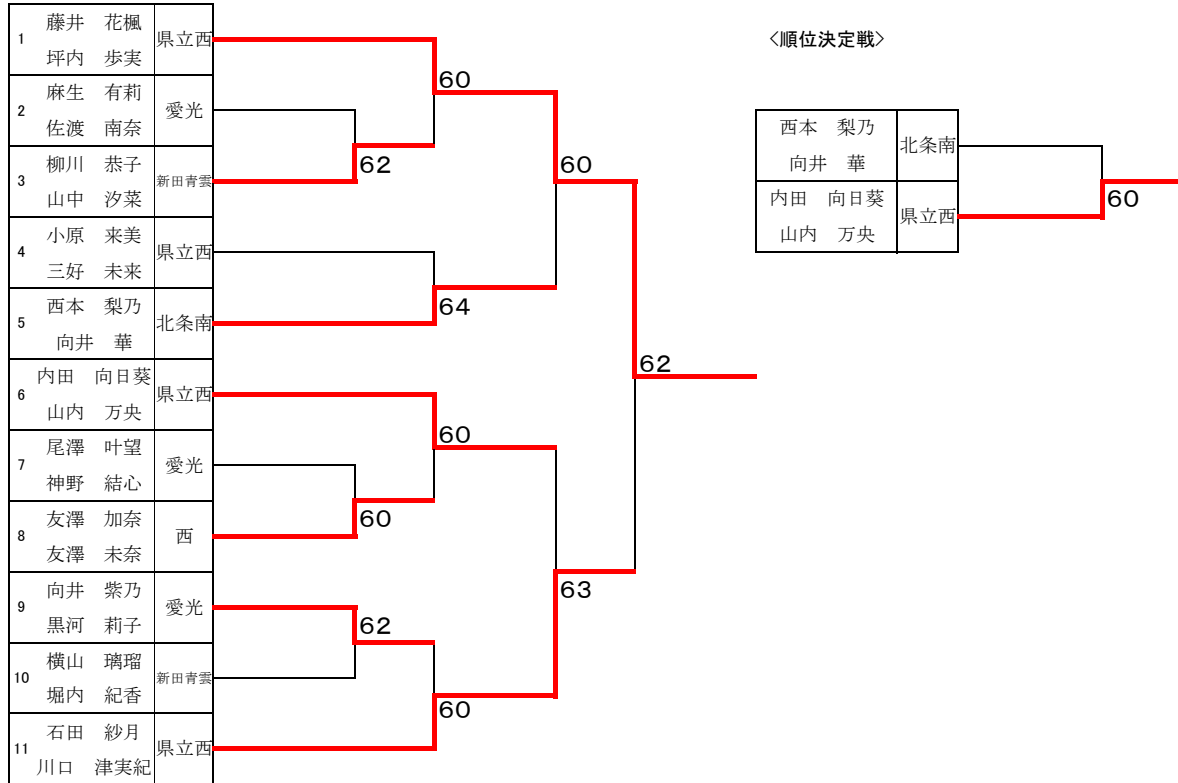 1 藤井　花楓 県立西
坪内　歩実
2 麻生　有莉 愛光
佐渡　南奈
3 柳川　恭子 新田青雲
山中　汐菜
4 小原　来美 県立西
三好　未来
5 西本　梨乃 北条南
向井　華
6 内田　向日葵 県立西
山内　万央
7 尾澤　叶望 愛光
神野　結心
8 友澤　加奈 西
友澤　未奈
9 向井　紫乃 愛光
黒河　莉子
10 横山　璃瑠 新田青雲
堀内　紀香
11 石田　紗月 県立西
川口　津実紀
60
62
60
64
62
60
60
63
62
60
〈順位決定戦〉
西本　梨乃 北条南
向井　華
内田　向日葵 県立西
山内　万央
60